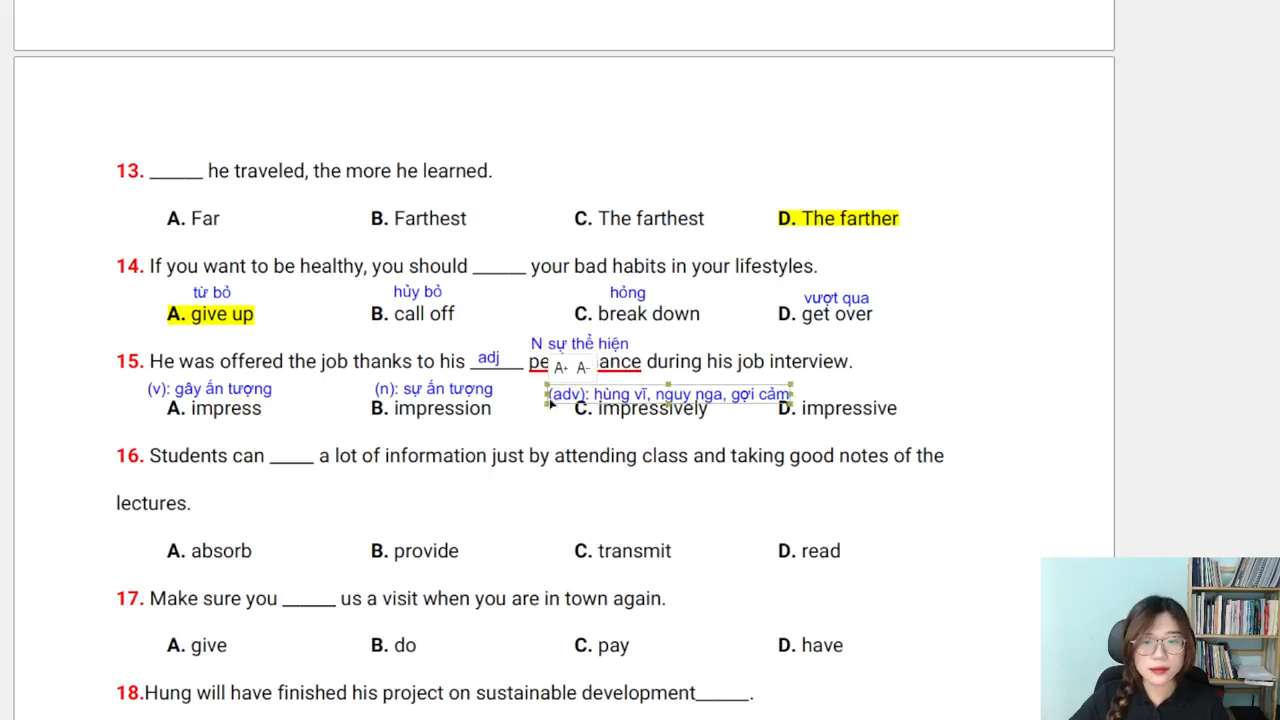 13. ______ he traveled, the more he learned.
A. Far B. Farthest C. The farthest D. The farther
14. If you want to be healthy, you should ______ your bad habits in your lifestyles.
từ bỏ hủy bỏ hỏng vượt qua
A. give up B. call off C. break down D. get over
N sự thể hiện
15. He was offered the job thanks to his adj ______ pe ance during his job interview.
A+ A-
(v): gây ấn tượng (n): sự ấn tượng (adv): hùng vĩ, nguy nga, gợi cảm
A. impress B. impression C. impressively D. impressive
16. Students can _____ a lot of information just by attending class and taking good notes of the
lectures.
A. absorb B. provide C. transmit D. read
17. Make sure you ______ us a visit when you are in town again.
A. give B. do C. pay D. have
18.Hung will have finished his project on sustainable development______.